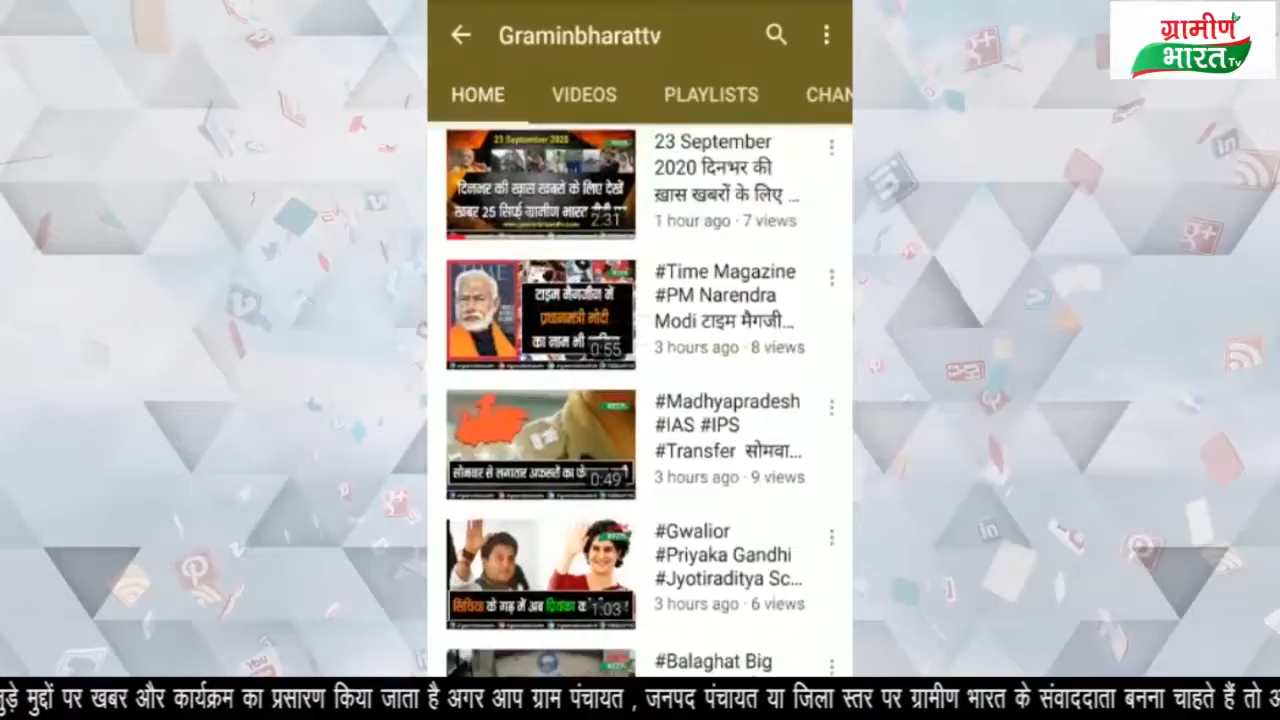 ग्रामीण
भारत Tv
Graminbharattv
HOME
VIDEOS
PLAYLISTS
CHAN
23 September 2020
दिनभर की ख़ास खबरों के लिए देखें
खबर 25 सिर्फ ग्रामीण भारत
2:31
23 September
2020 दिनभर की
ख़ास खबरों के लिए ...
1 hour ago · 7 views
टाइम मैगजीन में
प्रधानमंत्री मोदी
का नाम भी
0:55
#Time Magazine
#PM Narendra
Modi टाइम मैगजी...
3 hours ago · 8 views
सोमवार से लगातार अफसरों का
0:49
#Madhyapradesh
#IAS #IPS
#Transfer सोमवा...
3 hours ago · 9 views
सिंधिया के गढ़ में अब प्रियंका
1:03
#Gwalior
#Priyaka Gandhi
#Jyotiraditya Sc...
3 hours ago · 6 views
#Balaghat Big
जुड़े मुद्दों पर खबर और कार्यक्रम का प्रसारण किया जाता है अगर आप ग्राम पंचायत , जनपद पंचायत या जिला स्तर पर ग्रामीण भारत के संवाददाता बनना चाहते हैं तो